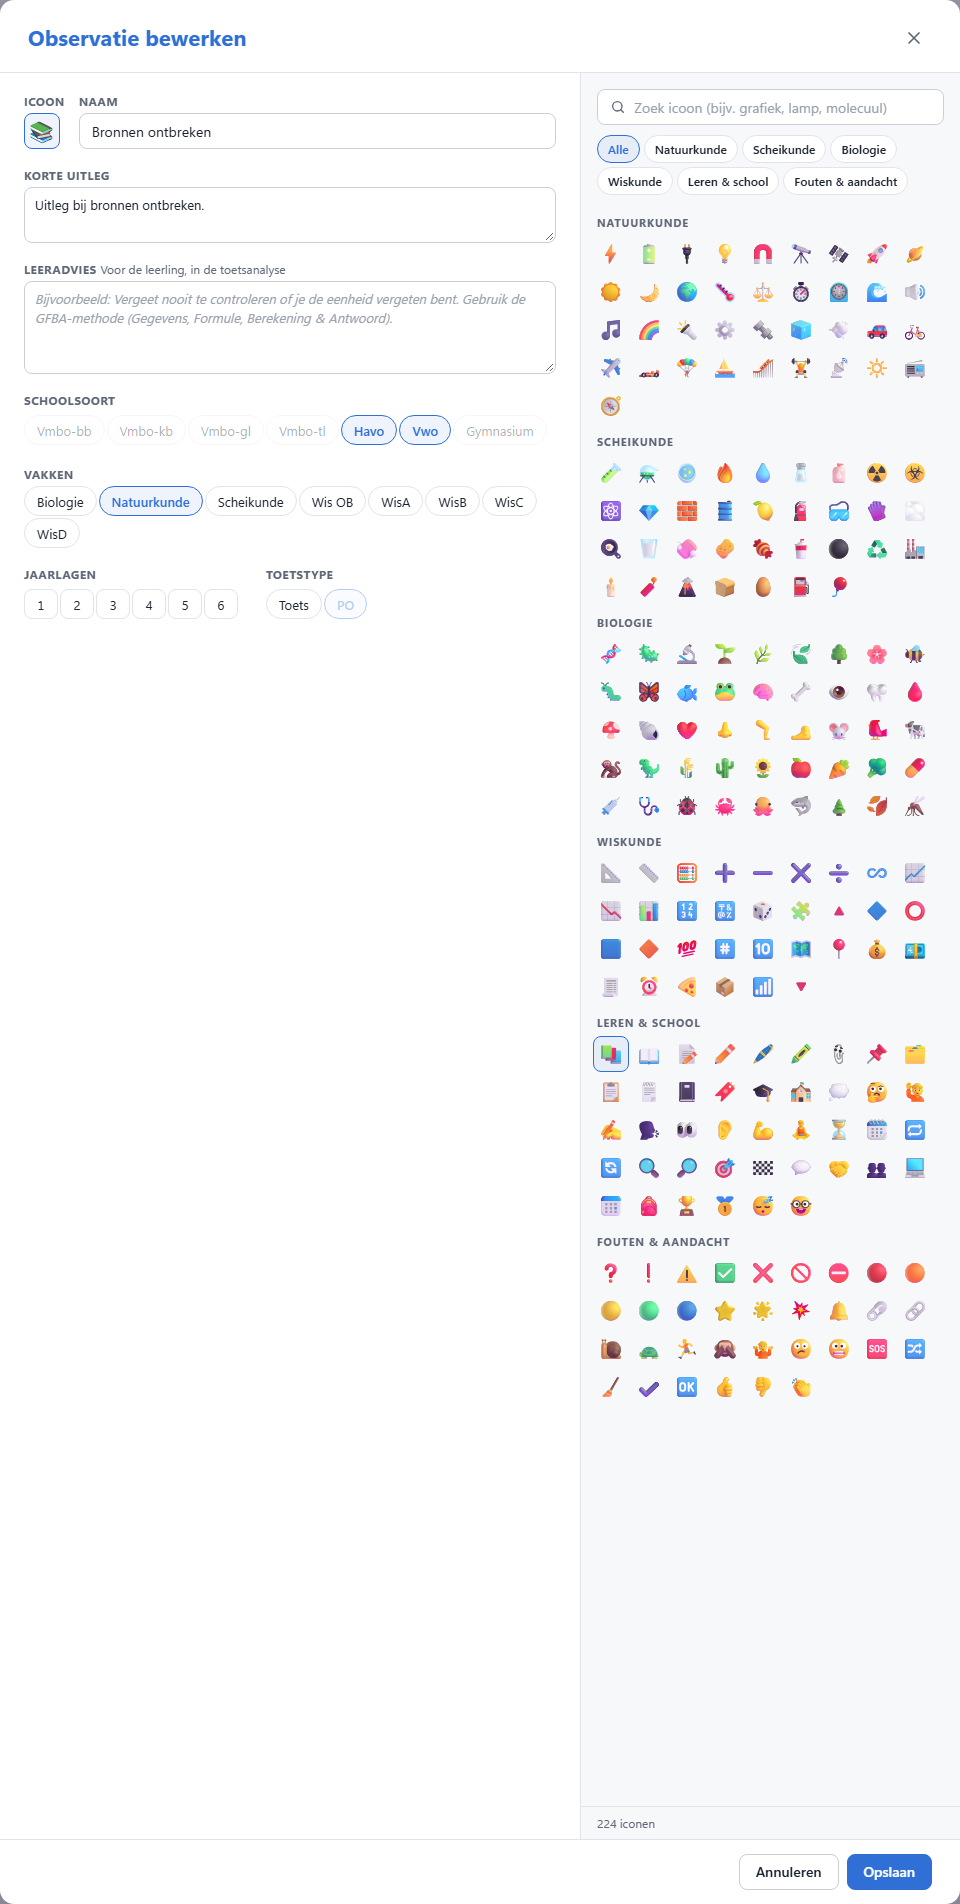 Observatie bewerken
ICOON NAAM
Bronnen ontbreken
KORTE UITLEG
Uitleg bij bronnen ontbreken.
LEERADVIES Voor de leerling, in de toetsanalyse
Bijvoorbeeld: Vergeet nooit te controleren of je de eenheid vergeten bent. Gebruik de
GFBA-methode (Gegevens, Formule, Berekening & Antwoord).
SCHOOLSOORT
Vmbo-bb Vmbo-kb Vmbo-gl Vmbo-tl Havo Vwo Gymnasium
VAKKEN
Biologie Natuurkunde Scheikunde Wis OB WisA WisB WisC
WisD
JAARLAGEN TOETSTYPE
1 2 3 4 5 6 Toets PO
Zoek icoon (bijv. grafiek, lamp, molecuul)
Alle Natuurkunde Scheikunde Biologie
Wiskunde Leren & school Fouten & aandacht
NATUURKUNDE
SCHEIKUNDE
BIOLOGIE
WISKUNDE
LEREN & SCHOOL
FOUTEN & AANDACHT
224 iconen
Annuleren Opslaan